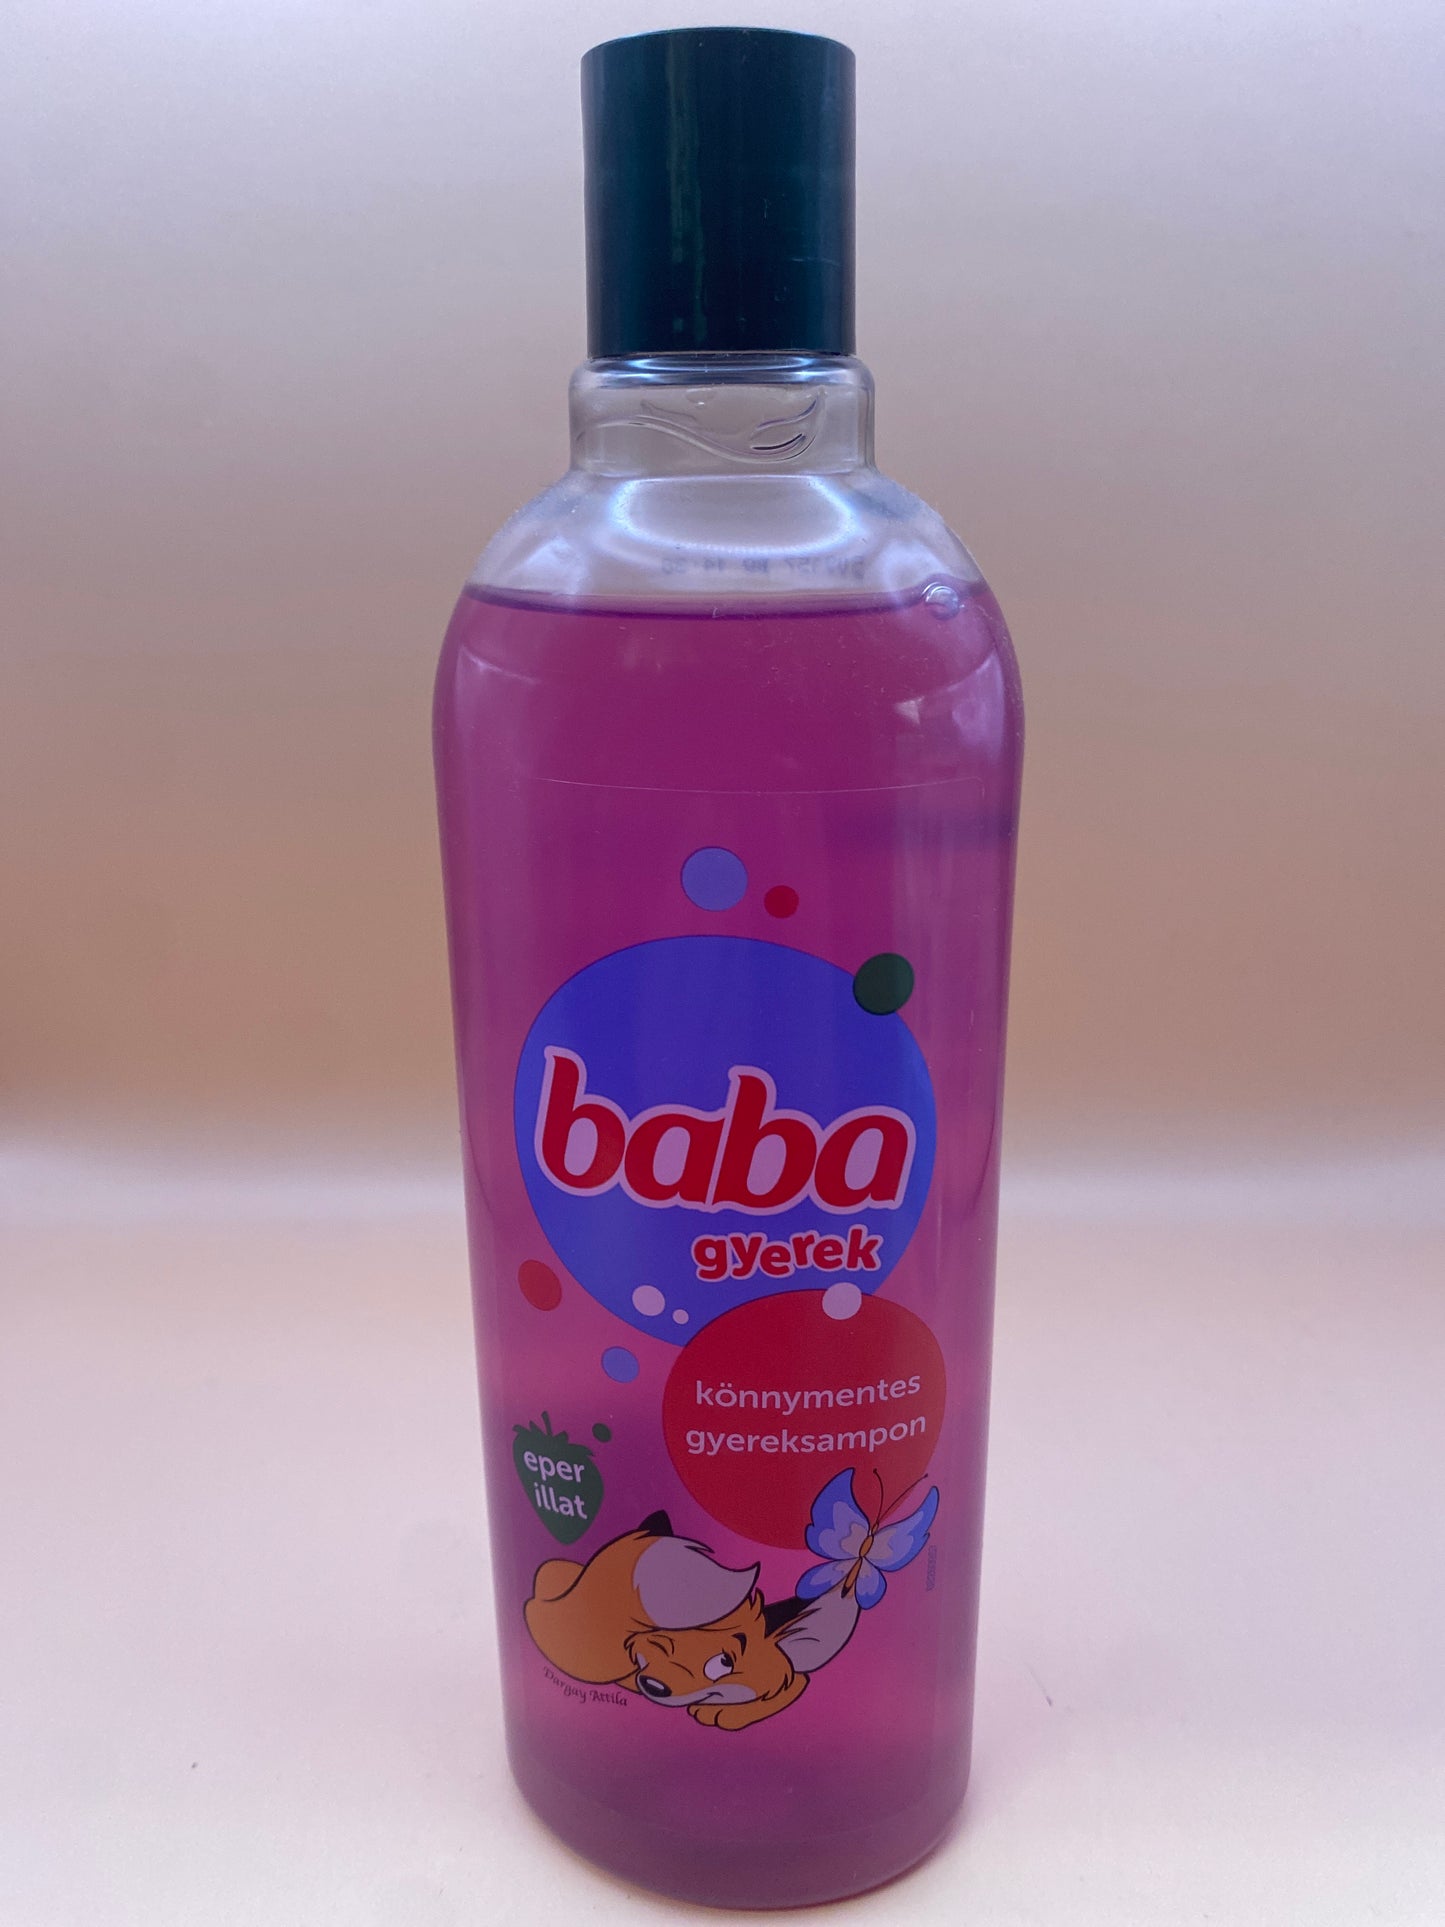 baba
gyerek
könnymentes
gyereksampon
eper
illat
Dargay Attila